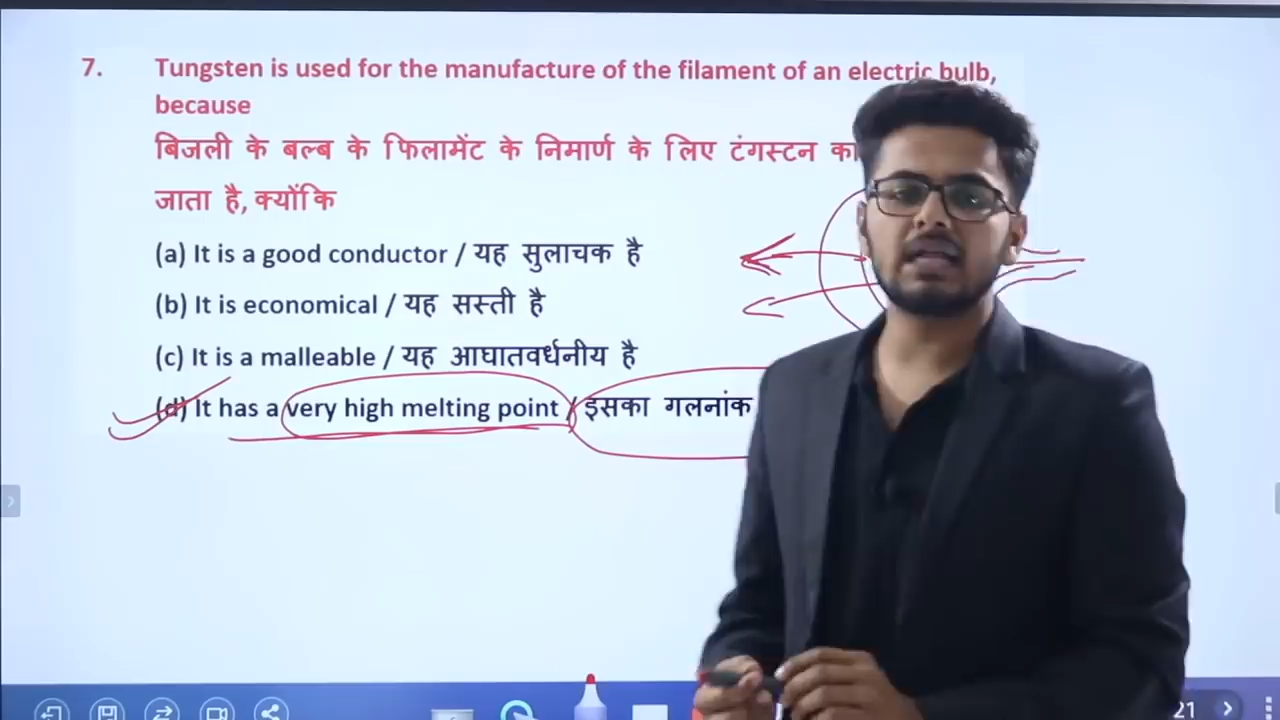 7. Tungsten is used for the manufacture of the filament of an electric bulb,
because
बिजली के बल्ब के फिलामेंट के निमार्ण के लिए टंगस्टन का
जाता है, क्योंकि
(a) It is a good conductor / यह सुलाचक है
(b) It is economical / यह सस्ती है
(c) It is a malleable / यह आघातवर्धनीय है
(d) It has a very high melting point / इसका गलनांक
21